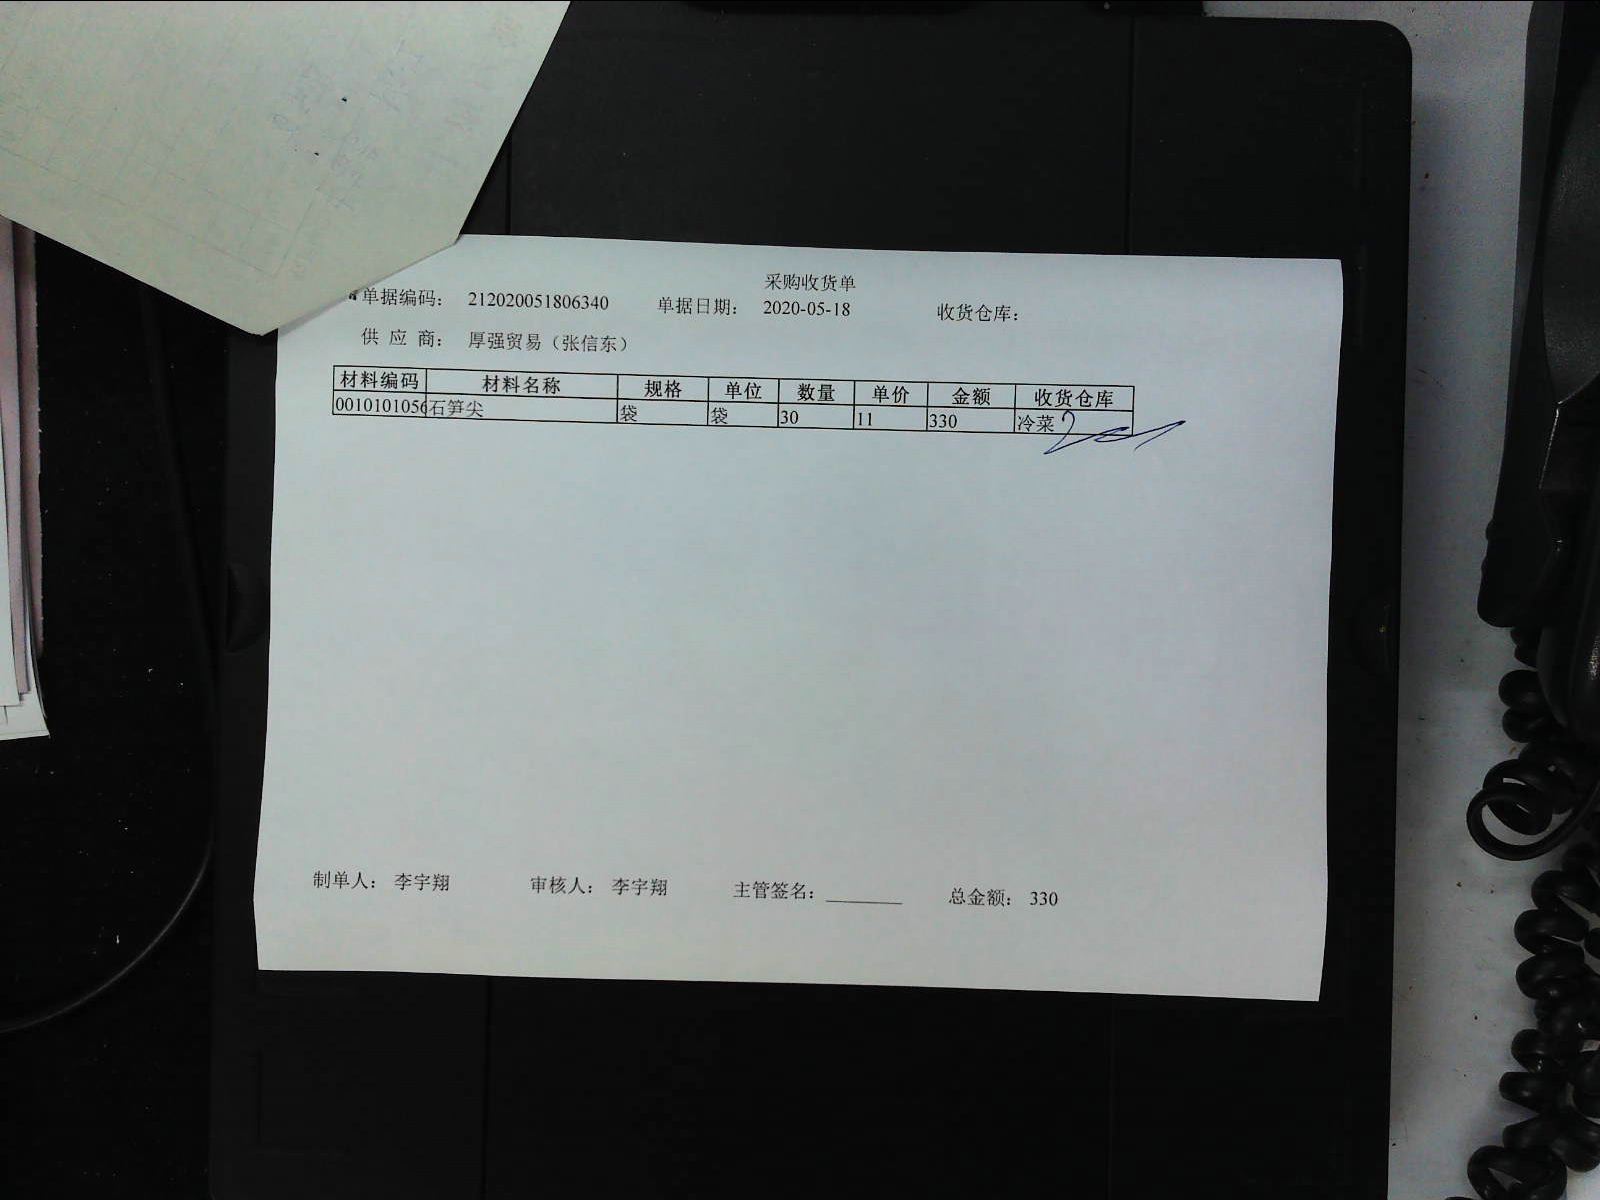 采购收货单
单据编码： 212020051806340 单据日期： 2020-05-18 收货仓库：
供 应 商： 厚强贸易（张信东）
材料编码 材料名称 规格 单位 数量 单价 金额 收货仓库
0010101056 石笋尖 袋 袋 30 11 330 冷菜
制单人： 李宇翔 审核人： 李宇翔 主管签名： ________ 总金额： 330